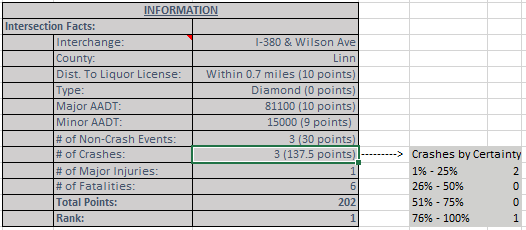 INFORMATION
Intersection Facts:
Interchange: I-380 & Wilson Ave
County: Linn
Dist. To Liquor License: Within 0.7 miles (10 points)
Type: Diamond (0 points)
Major AADT: 81100 (10 points)
Minor AADT: 15000 (9 points)
# of Non-Crash Events: 3 (30 points)
# of Crashes: 3 (137.5 points) --------> Crashes by Certainty
# of Major Injuries: 1 1% - 25% 2
# of Fatalities: 6 26% - 50% 0
Total Points: 202 51% - 75% 0
Rank: 1 76% - 100% 1